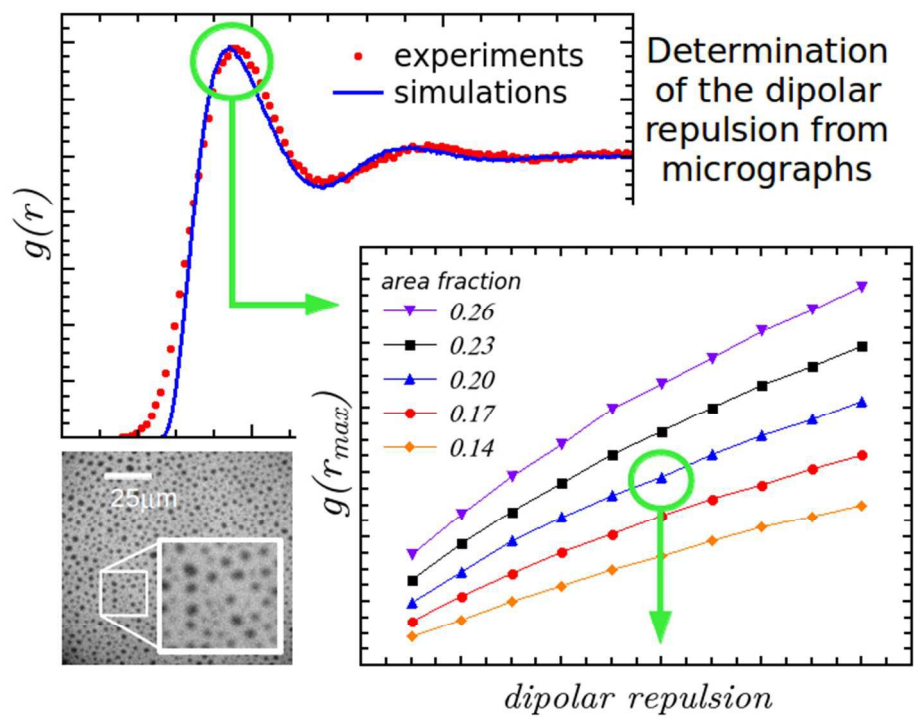 experiments
simulations
Determination
of the dipolar
repulsion from
micrographs
g(r)
area fraction
0.26
0.23
0.20
0.17
0.14
g(r_max)
25μm
dipolar repulsion